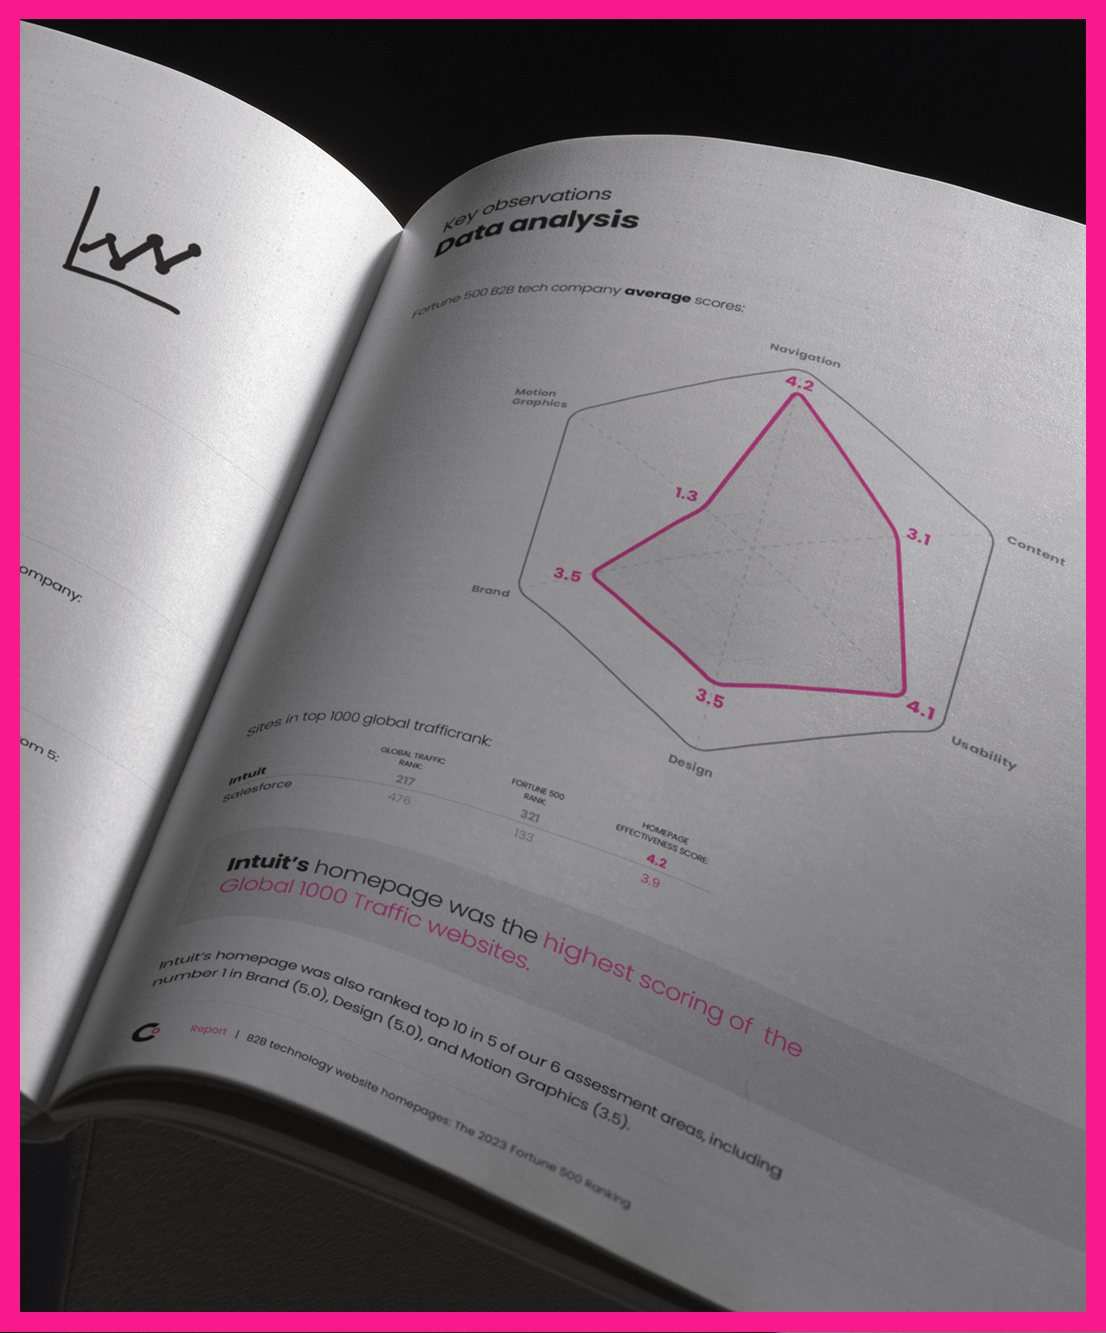 ompany:
om 5:
Key observations
Data analysis
Fortune 500 B2B tech company average scores:
Navigation
4.2
Motion
Graphics
1.3
3.1
Content
3.5
Brand
3.5
4.1
Design
Usability
Sites in top 1000 global trafficrank:
GLOBAL TRAFFIC
RANK:
FORTUNE 500
RANK:
HOMEPAGE
EFFECTIVENESS SCORE:
Intuit 217 321 4.2
Salesforce 476 133 3.9
Intuit's homepage was the highest scoring of the
Global 1000 Traffic websites.
Intuit's homepage was also ranked top 10 in 5 of our 6 assessment areas, including
number 1 in Brand (5.0), Design (5.0), and Motion Graphics (3.5).
Report | B2B technology website homepages: The 2023 Fortune 500 Ranking